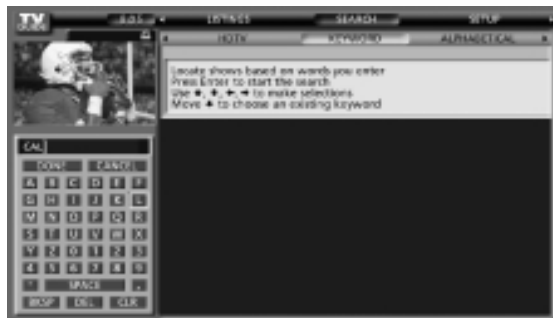 TV GUIDE
LISTINGS SEARCH SETUP
HDTV KEYWORD ALPHABETICAL
Locate shows based on words you enter
Press Enter to start the search
Use to make selections
Move to choose an existing keyword
CAL
DONE CANCEL
A B C D E F
G H I J K L
M N O P Q R
S T U V W X
Y Z 0 1 2 3
4 5 6 7 8 9
SPACE
BKSP DEL CLR